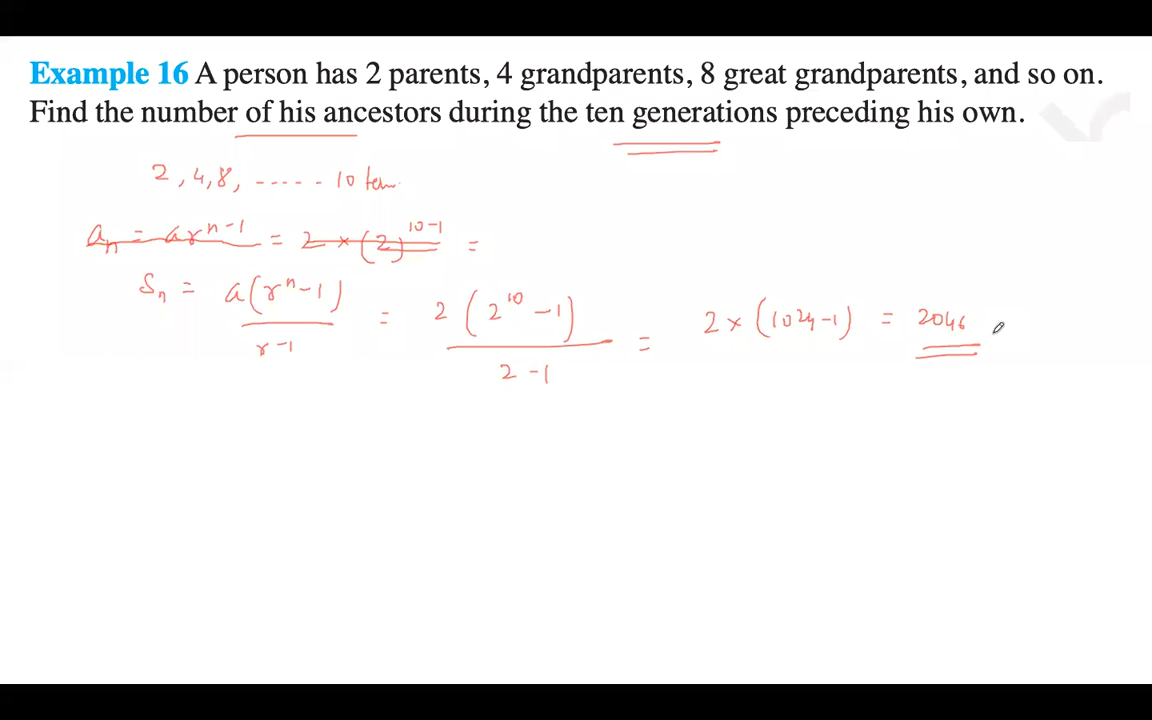 Example 16 A person has 2 parents, 4 grandparents, 8 great grandparents, and so on.
Find the number of his ancestors during the ten generations preceding his own.
2, 4, 8, ----- 10 term.
aₙ = arⁿ⁻¹ = 2 × (2)¹⁰⁻¹ =
Sₙ = a(rⁿ-1) / r-1 = 2(2¹⁰-1) / 2-1 = 2 × (1024-1) = 2046